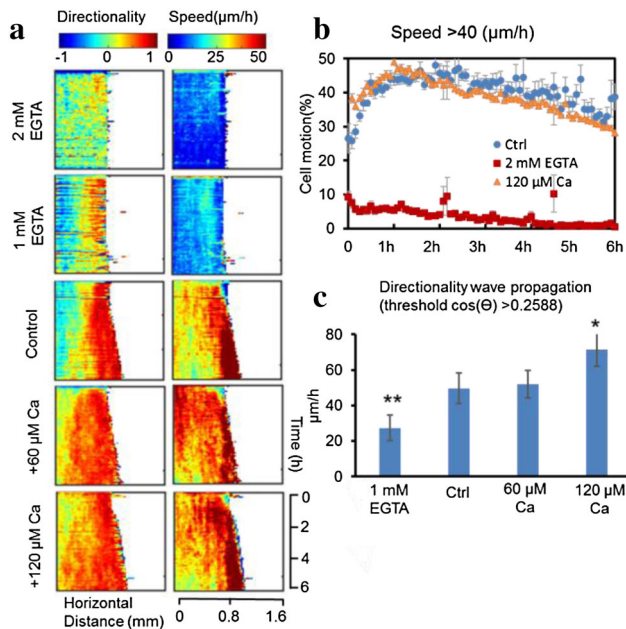 a
Directionality
Speed(µm/h)
-1 0 1
0 25 50
2 mM
EGTA
1 mM
EGTA
Control
+60 µM Ca
+120 µM Ca
Time (h)
0
2
4
6
Horizontal
Distance (mm)
0 0.8 1.6
b
Speed >40 (µm/h)
Cell motion(%)
50
40
30
20
10
0
Ctrl
2 mM EGTA
120 µM Ca
0 1h 2h 2h 4h 5h 6h
c
Directionality wave propagation
(threshold cos(Θ) >0.2588)
µm/h
80
60
40
20
0
**
*
1 mM
EGTA
Ctrl
60 µM
Ca
120 µM
Ca